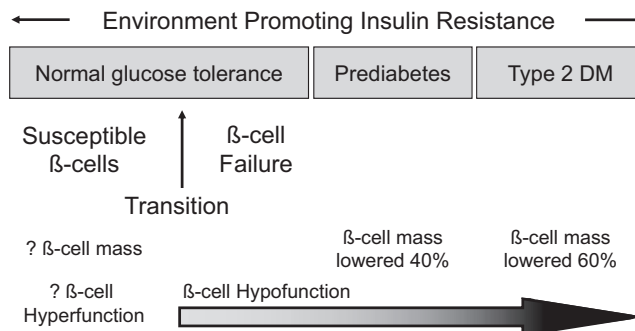 Environment Promoting Insulin Resistance
Normal glucose tolerance
Prediabetes
Type 2 DM
Susceptible
ß-cells
ß-cell
Failure
Transition
? ß-cell mass
ß-cell mass
lowered 40%
ß-cell mass
lowered 60%
? ß-cell
Hyperfunction
ß-cell Hypofunction